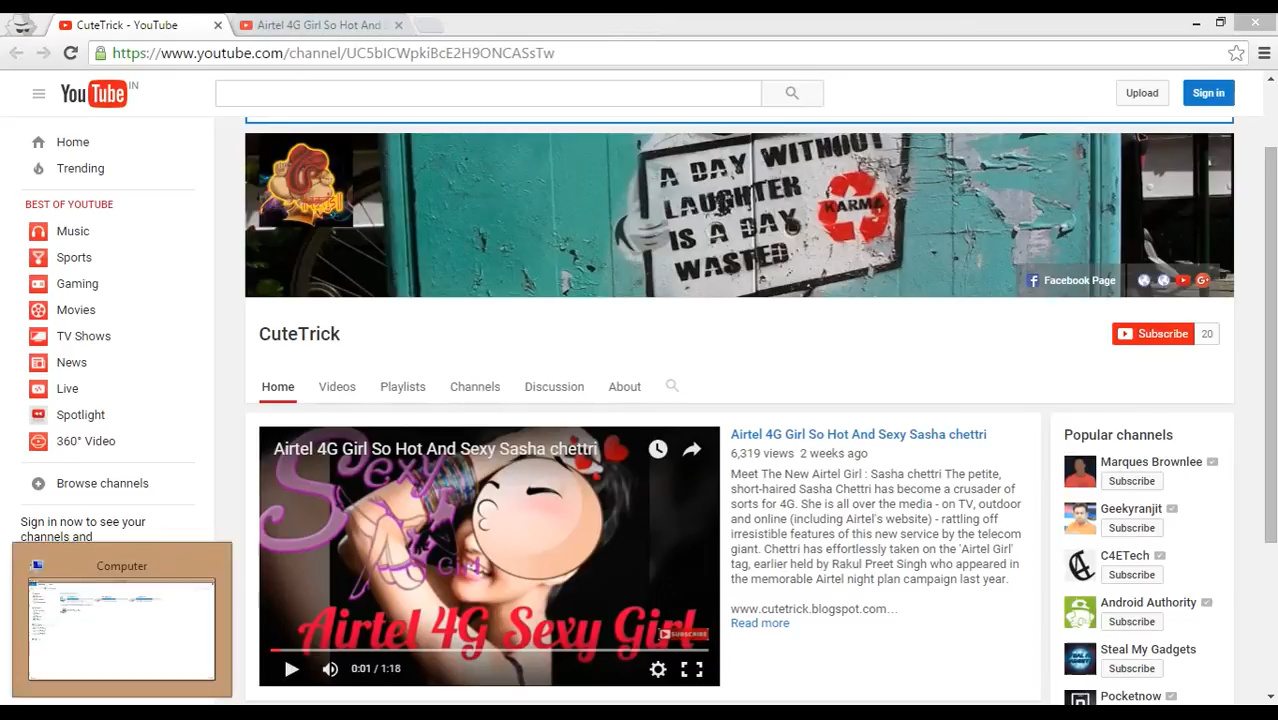 CuteTrick - YouTube
Airtel 4G Girl So Hot And
https://www.youtube.com/channel/UC5bICWpkiBcE2H9ONCASsTw
YouTube IN
Upload
Sign in
Home
Trending
BEST OF YOUTUBE
Music
Sports
Gaming
Movies
TV Shows
News
Live
Spotlight
360° Video
Browse channels
Sign in now to see your
channels and
Computer
A DAY WITHOUT
LAUGHTER
IS A DAY
WASTED
KARMA
Facebook Page
CuteTrick
Subscribe 20
Home
Videos
Playlists
Channels
Discussion
About
Airtel 4G Girl So Hot And Sexy Sasha chettri
Sexy
Girl
Airtel 4G Sexy Girl
SUBSCRIBE
0:01 / 1:18
Airtel 4G Girl So Hot And Sexy Sasha chettri
6,319 views 2 weeks ago
Meet The New Airtel Girl : Sasha chettri The petite,
short-haired Sasha Chettri has become a crusader of
sorts for 4G. She is all over the media - on TV, outdoor
and online (including Airtel's website) - rattling off
irresistible features of this new service by the telecom
giant. Chettri has effortlessly taken on the 'Airtel Girl'
tag, earlier held by Rakul Preet Singh who appeared in
the memorable Airtel night plan campaign last year.
www.cutetrick.blogspot.com...
Read more
Popular channels
Marques Brownlee
Subscribe
Geekyranjit
Subscribe
C4ETech
Subscribe
Android Authority
Subscribe
Steal My Gadgets
Subscribe
Pocketnow